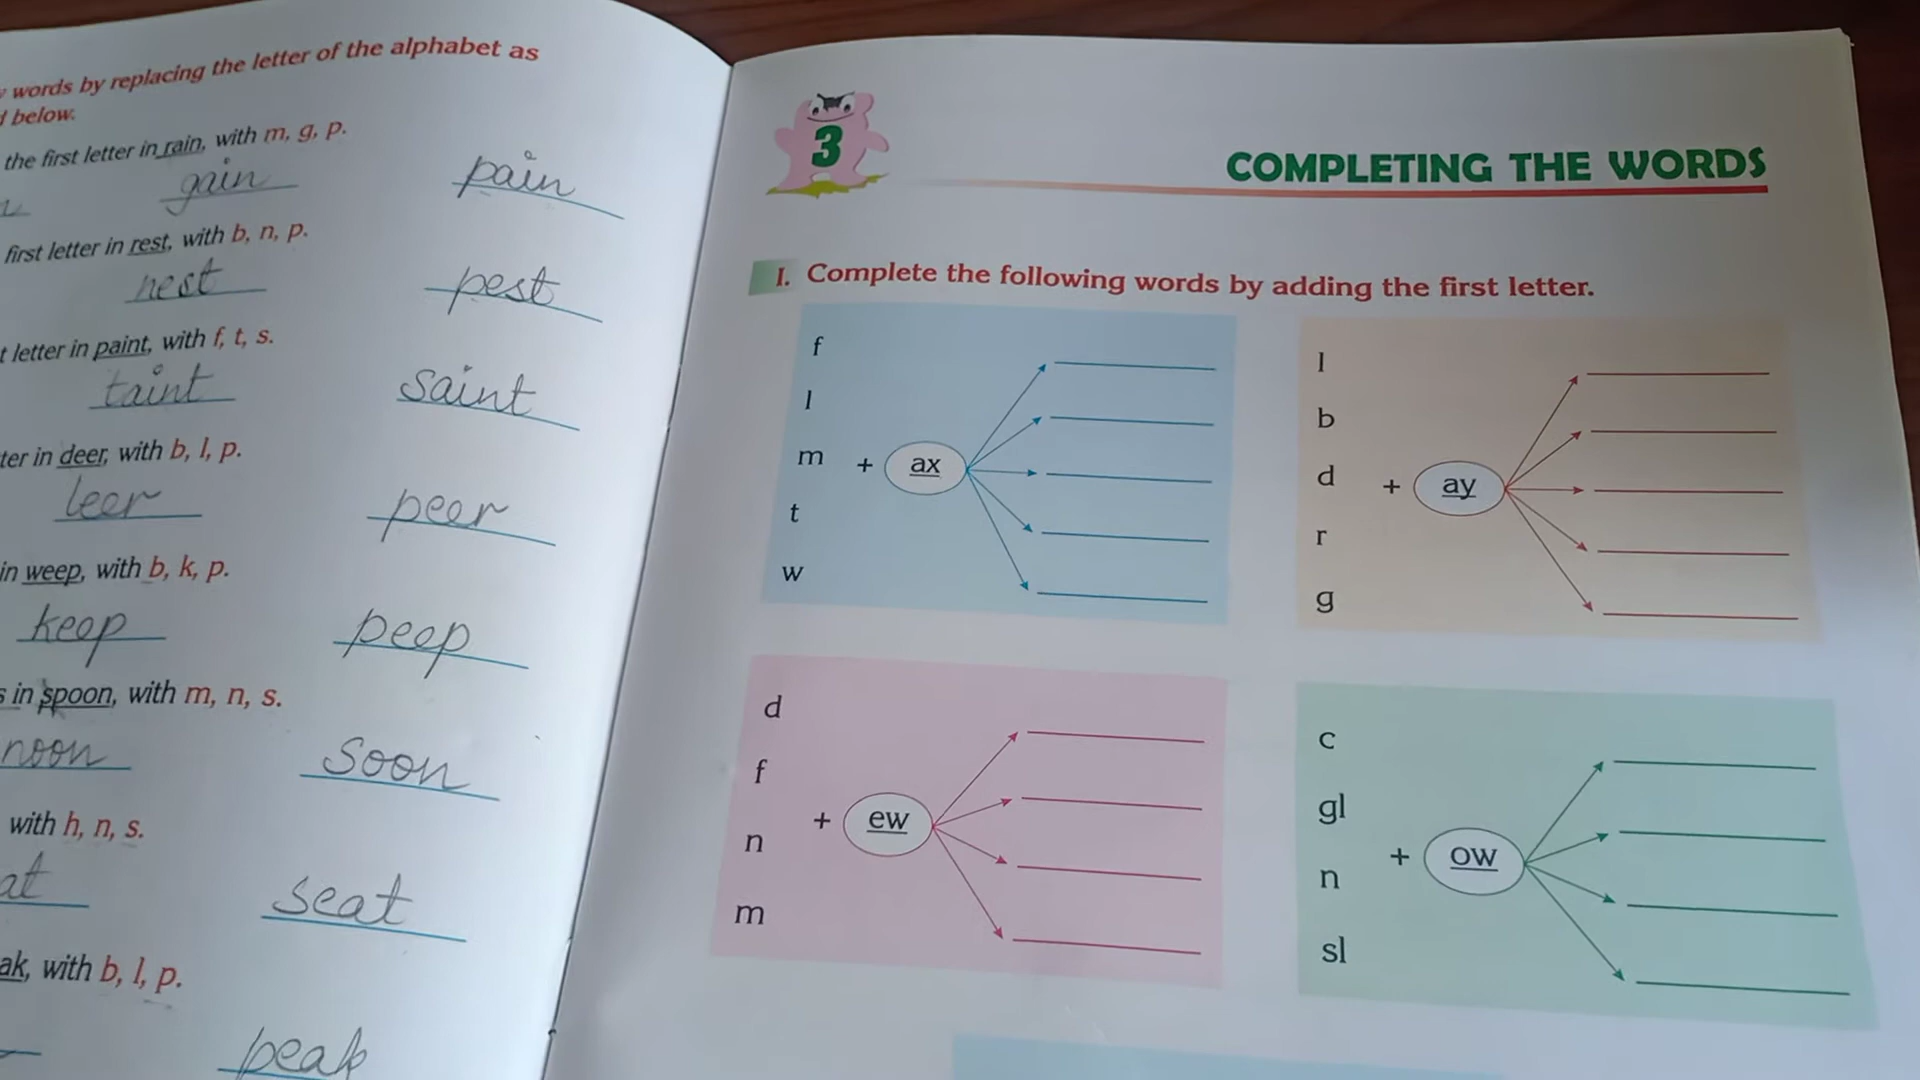 words by replacing the letter of the alphabet as
below.
the first letter in rain, with m, g, p.
gain pain
first letter in rest, with b, n, p.
nest pest
letter in paint, with f, t, s.
taint saint
ter in deer, with b, l, p.
leer peer
in weep, with b, k, p.
keep peep
s in spoon, with m, n, s.
noon soon
with h, n, s.
at seat
ak, with b, l, p.
peak
3
COMPLETING THE WORDS
I. Complete the following words by adding the first letter.
f
l
m + ax
t
w
l
b
d + ay
r
g
d
f
+ ew
n
m
c
gl
+ ow
n
sl